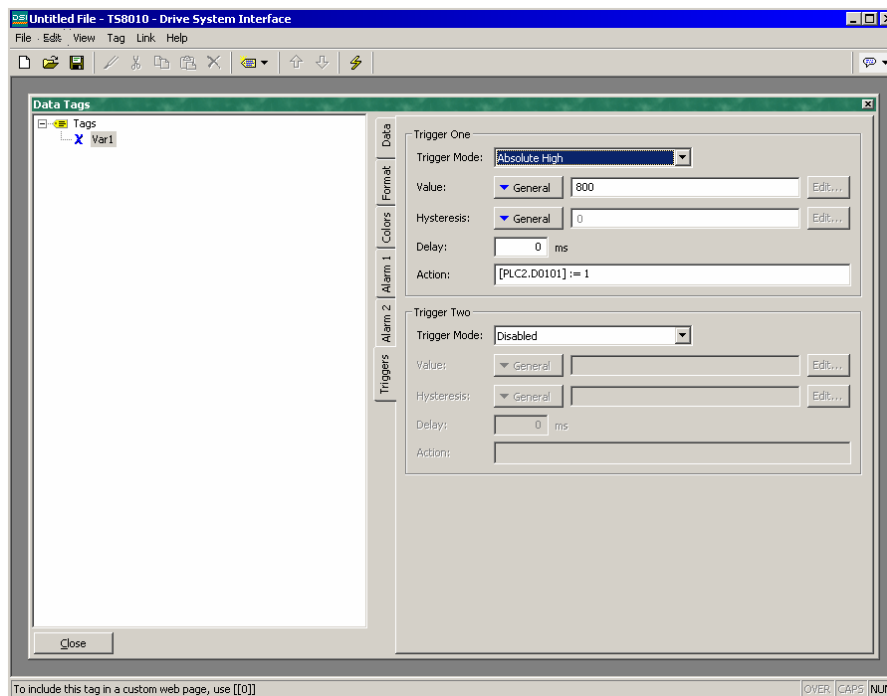 Untitled File - TS8010 - Drive System Interface
File Edit View Tag Link Help
Data Tags
Tags
Var1
Data
Format
Colors
Alarm 1
Alarm 2
Triggers
Trigger One
Trigger Mode: Absolute High
Value: General 800 Edit...
Hysteresis: General 0 Edit...
Delay: 0 ms
Action: [PLC2.D0101] := 1
Trigger Two
Trigger Mode: Disabled
Value: General Edit...
Hysteresis: General Edit...
Delay: 0 ms
Action:
Close
To include this tag in a custom web page, use [[0]] OVER CAPS NUM